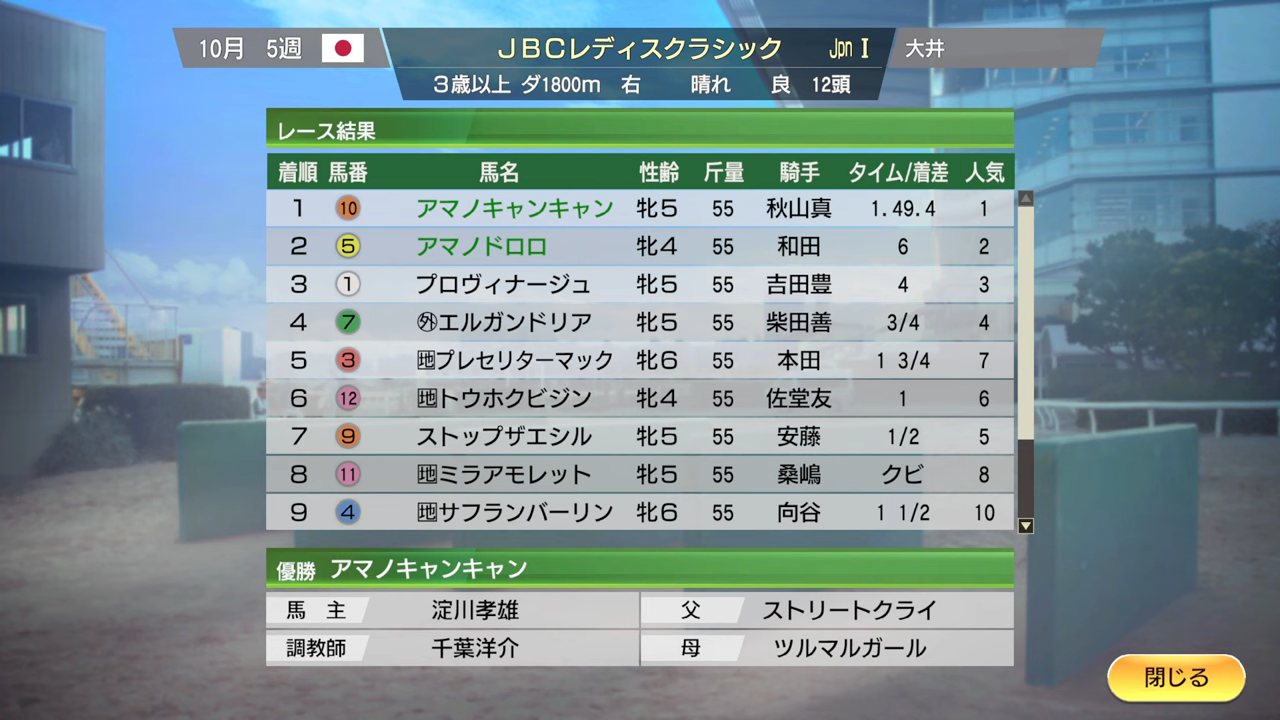 10月 5週 JBCレディスクラシック JpnⅠ 大井
3歳以上 ダ1800m 右 晴れ 良 12頭
レース結果
着順 馬番 馬名 性齢 斤量 騎手 タイム/着差 人気
1 10 アマノキャンキャン 牝5 55 秋山真 1.49.4 1
2 5 アマノドロロ 牝4 55 和田 6 2
3 1 プロヴィナージュ 牝5 55 吉田豊 4 3
4 7 ㊕エルガンドリア 牝5 55 柴田善 3/4 4
5 3 地プレセリターマック 牝6 55 本田 1 3/4 7
6 12 地トウホクビジン 牝4 55 佐堂友 1 6
7 9 ストップザエシル 牝5 55 安藤 1/2 5
8 11 地ミラアモレット 牝5 55 桑嶋 クビ 8
9 4 地サフランバーリン 牝6 55 向谷 1 1/2 10
優勝 アマノキャンキャン
馬主 淀川孝雄 父 ストリートクライ
調教師 千葉洋介 母 ツルマルガール
閉じる